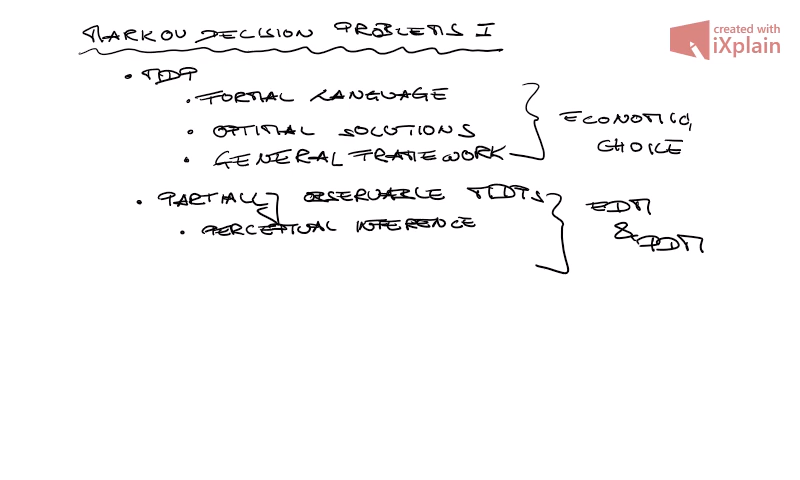 MARKOV DECISION PROBLEMS I
created with
iXplain
• MDP
• FORMAL LANGUAGE
• OPTIMAL SOLUTIONS
• GENERAL FRAMEWORK
ECONOMIC,
CHOICE
• PARTIALLY OBSERVABLE MDPS
• PERCEPTUAL INFERENCE
EDM
& PDM